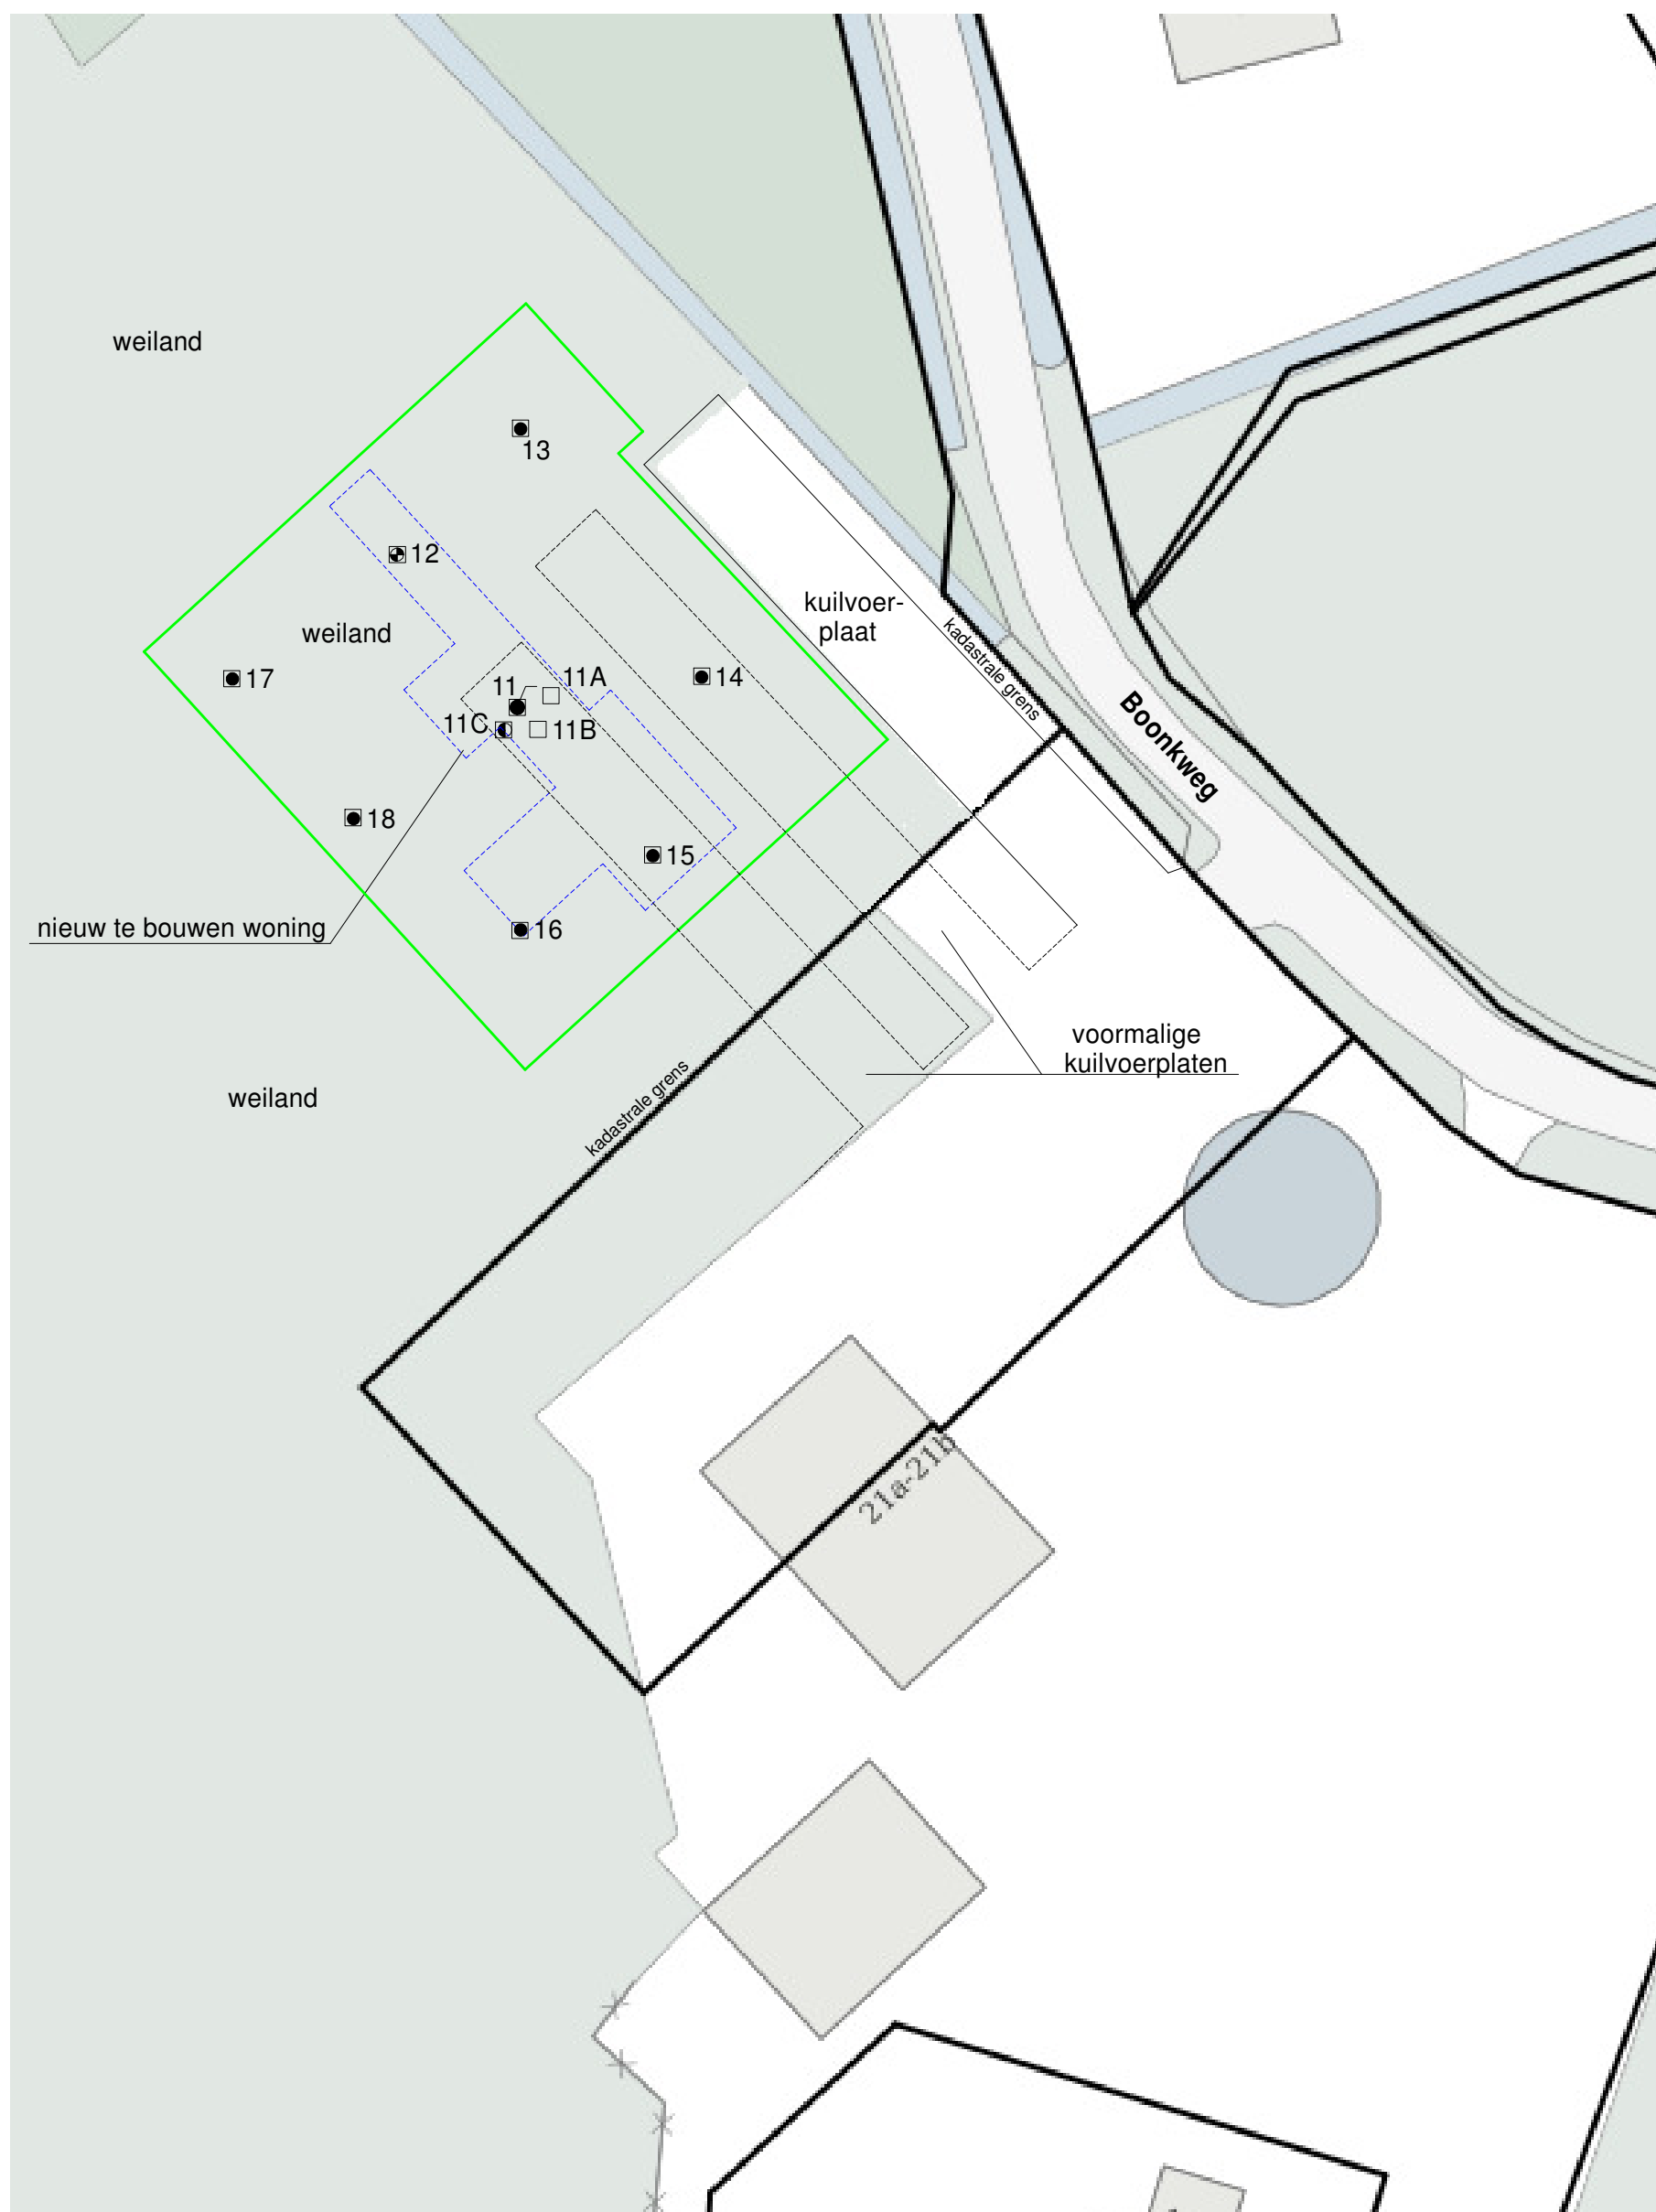 weiland
13
12
kuilvoer-
plaat
kadastrale grens
weiland
17
14
11
11A
11C
11B
Boonkweg
18
15
nieuw te bouwen woning
16
voormalige
kuilvoerplaten
weiland
kadastrale grens
21a-21b